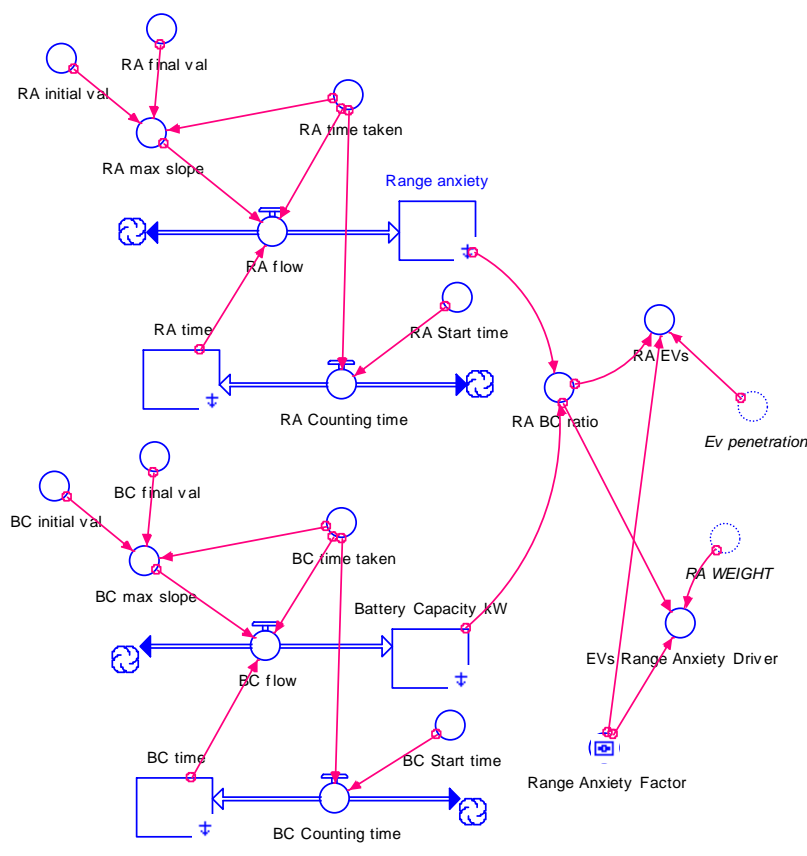 RA final val
RA initial val
RA time taken
RA max slope
Range anxiety
RA flow
RA time
RA Start time
RA EVs
RA Counting time
RA BC ratio
Ev penetration
BC final val
BC initial val
BC time taken
RA WEIGHT
BC max slope
Battery Capacity kW
EVs Range Anxiety Driver
BC flow
BC time
BC Start time
Range Anxiety Factor
BC Counting time